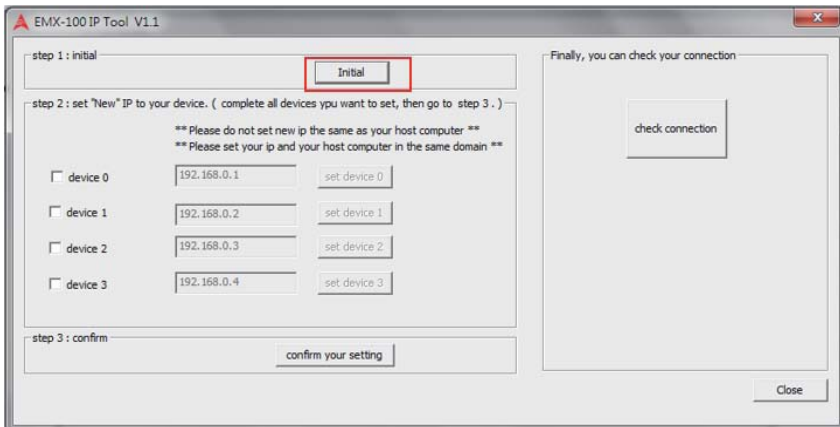 EMX-100 IP Tool V1.1
step 1 : initial
Initial
step 2 : set "New" IP to your device. ( complete all devices ypu want to set, then go to step 3 . )
** Please do not set new ip the same as your host computer **
** Please set your ip and your host computer in the same domain **
device 0 192.168.0.1 set device 0
device 1 192.168.0.2 set device 1
device 2 192.168.0.3 set device 2
device 3 192.168.0.4 set device 3
step 3 : confirm
confirm your setting
Finally, you can check your connection
check connection
Close